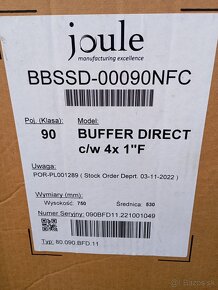 joule
manufacturing excellence
BBSSD-00090NFC
Poj. (Klasa): Model:
90 BUFFER DIRECT
c/w 4x 1"F
Uwaga:
POR-PL001289 ( Stock Order Deprt. 03-11-2022 )
Wymiary (mm):
Wysokość: 750 Średnica: 530
Numer Seryjny: 090BFD11.221001049
Typ: 80.090.BFD.11